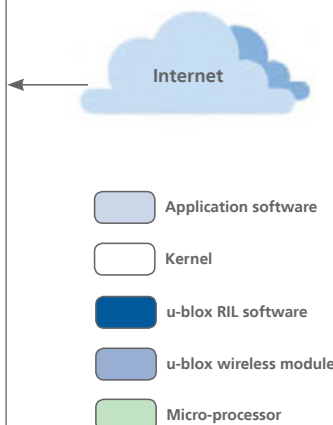 Internet
Application software
Kernel
u-blox RIL software
u-blox wireless module
Micro-processor